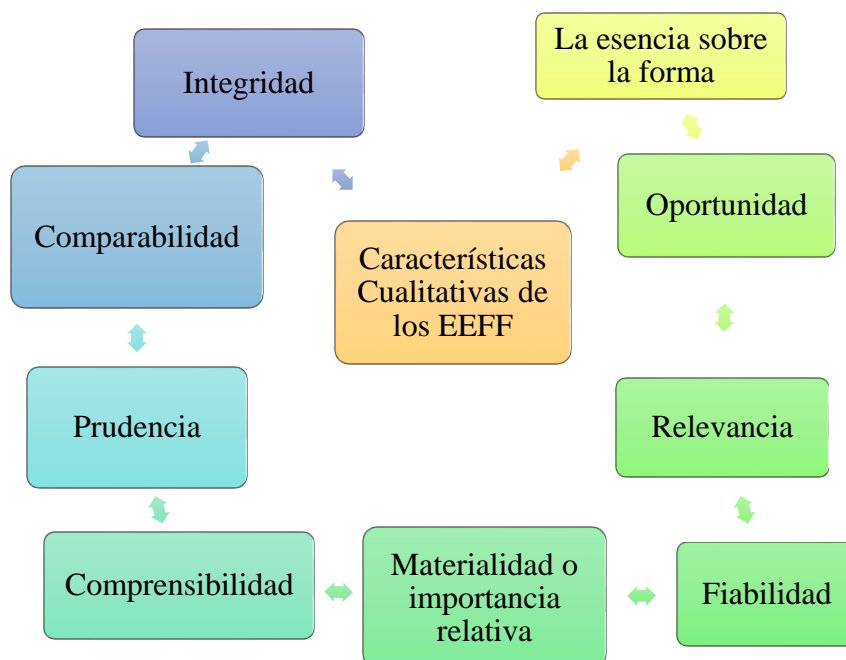 La esencia sobre
la forma
Integridad
Oportunidad
Comparabilidad
Características
Cualitativas de
los EEFF
Prudencia
Relevancia
Comprensibilidad
Materialidad o
importancia
relativa
Fiabilidad